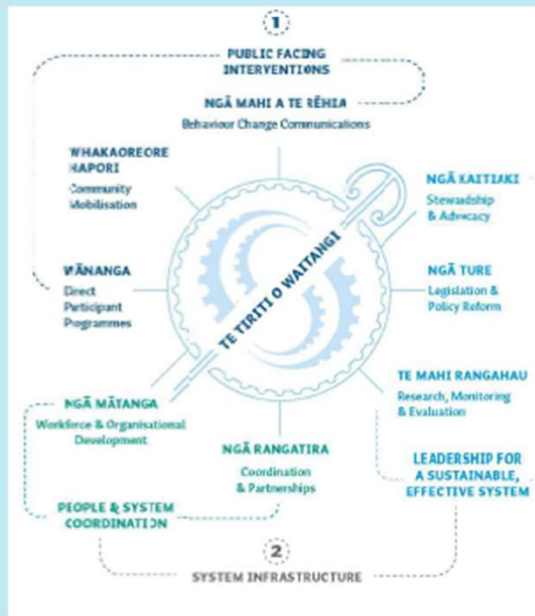 1
PUBLIC FACING
INTERVENTIONS
NGĀ MAHI A TE RĒHIA
Behaviour Change Communications
WHAKAOREORE
HAPORI
Community
Mobilisation
WĀNANGA
Direct
Participant
Programmes
TE TIRITI O WAITANGI
NGĀ KAITIAKI
Stewardship
& Advocacy
NGĀ TURE
Legislation &
Policy Reform
TE MAHI RANGAHAU
Research, Monitoring
& Evaluation
NGĀ MĀTANGA
Workforce & Organisational
Development
NGĀ RANGATIRA
Coordination
& Partnerships
LEADERSHIP FOR
A SUSTAINABLE,
EFFECTIVE SYSTEM
PEOPLE & SYSTEM
COORDINATION
2
SYSTEM INFRASTRUCTURE